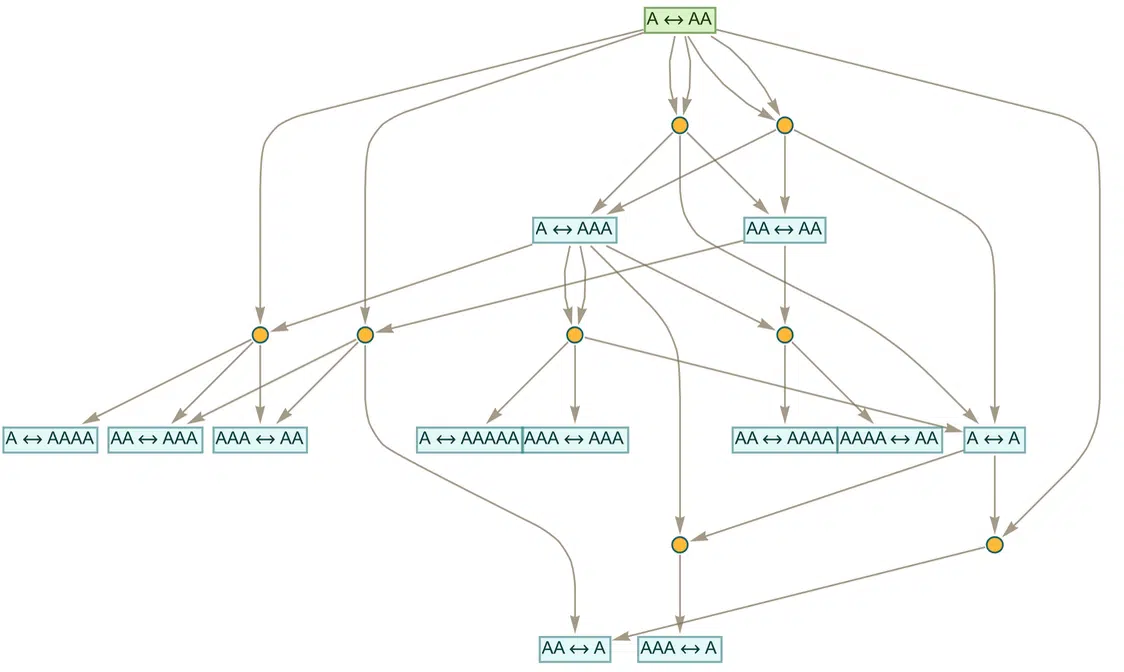 A ↔ AA
A ↔ AAA
AA ↔ AA
A ↔ AAAA
AA ↔ AAA
AAA ↔ AA
A ↔ AAAAA
AAA ↔ AAA
AA ↔ AAAA
AAAA ↔ AA
A ↔ A
AA ↔ A
AAA ↔ A